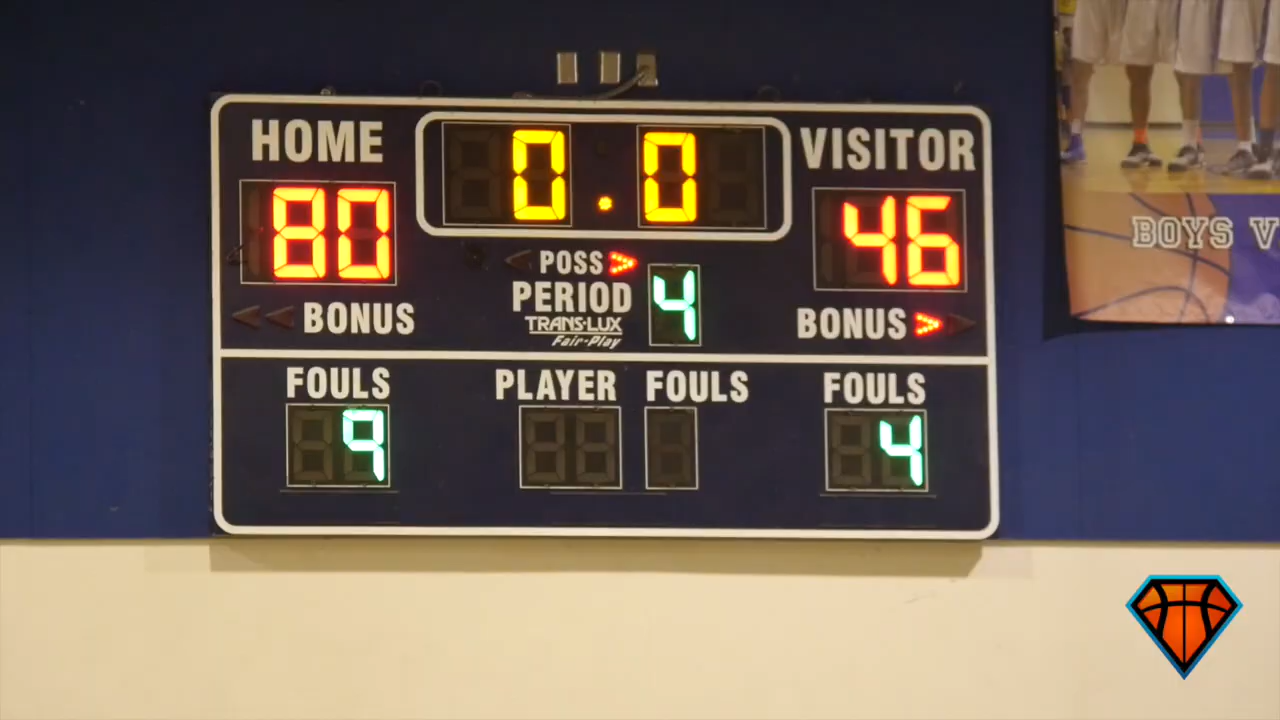 HOME
0.0
VISITOR
80
46
POSS
PERIOD
4
TRANS-LUX
Fair-Play
BONUS
BONUS
FOULS
PLAYER
FOULS
FOULS
9
4
BOYS V